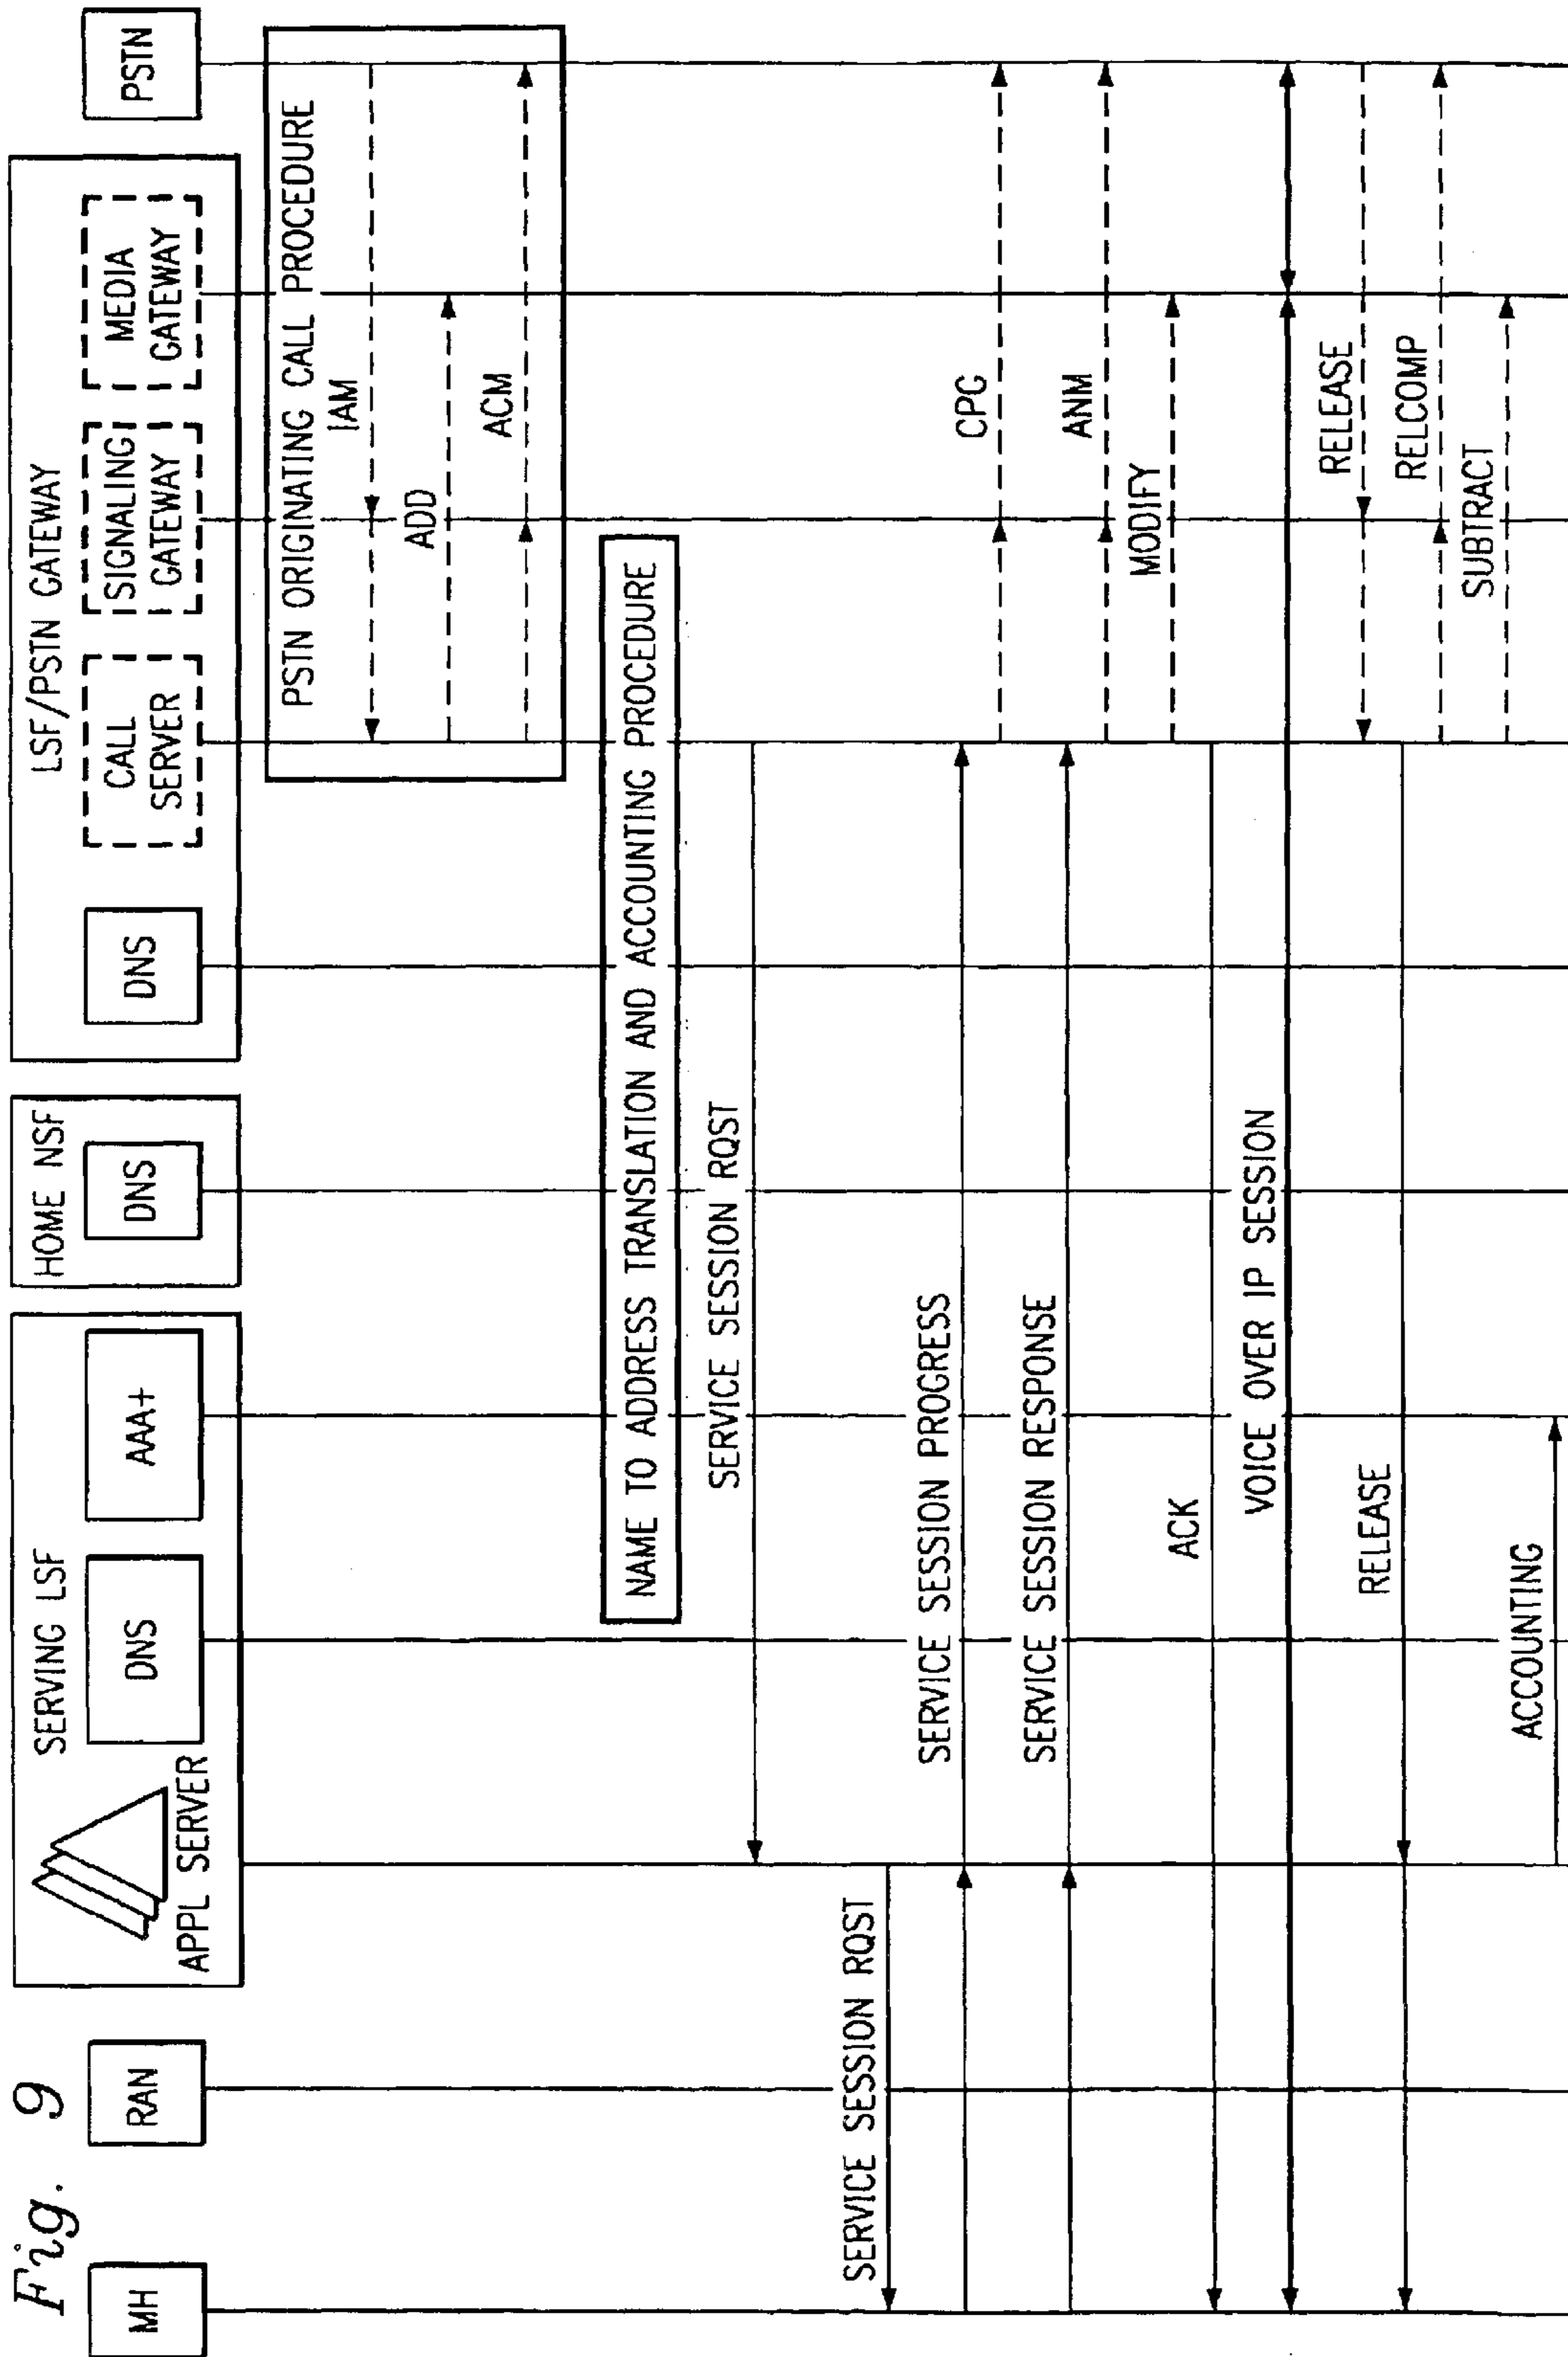 Fig. 9
MH
RAN
SERVING LSF
APPL SERVER
DNS
AAA+
HOME NSF
DNS
LSF/PSTN GATEWAY
DNS
CALL
SERVER
SIGNALING
GATEWAY
MEDIA
GATEWAY
PSTN
PSTN ORIGINATING CALL PROCEDURE
IAM
ADD
ACM
NAME TO ADDRESS TRANSLATION AND ACCOUNTING PROCEDURE
SERVICE SESSION RQST
SERVICE SESSION RQST
SERVICE SESSION PROGRESS
CPG
SERVICE SESSION RESPONSE
ANM
MODIFY
ACK
VOICE OVER IP SESSION
RELEASE
RELEASE
RELCOMP
SUBTRACT
ACCOUNTING